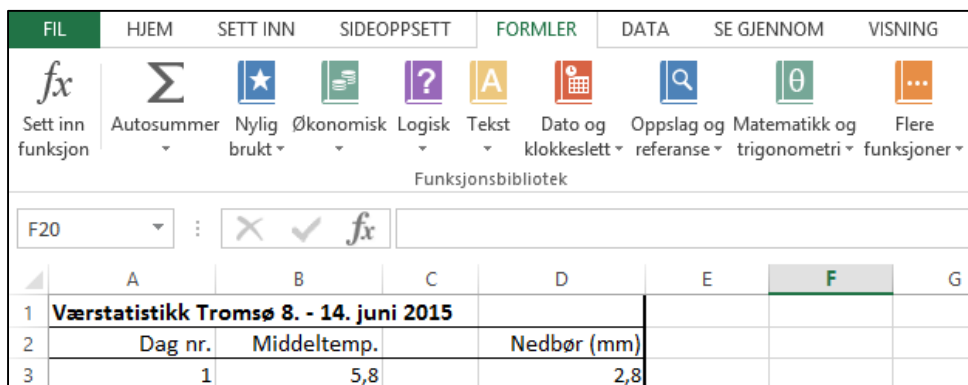 FIL HJEM SETT INN SIDEOPPSETT FORMLER DATA SE GJENNOM VISNING
fx Σ ? A θ
Sett inn Autosummer Nylig Økonomisk Logisk Tekst Dato og Oppslag og Matematikk og Flere
funksjon brukt klokkeslett referanse trigonometri funksjoner
Funksjonsbibliotek
F20 fx
A B C D E F G
1 Værstatistikk Tromsø 8. - 14. juni 2015
2 Dag nr. Middeltemp. Nedbør (mm)
3 1 5,8 2,8